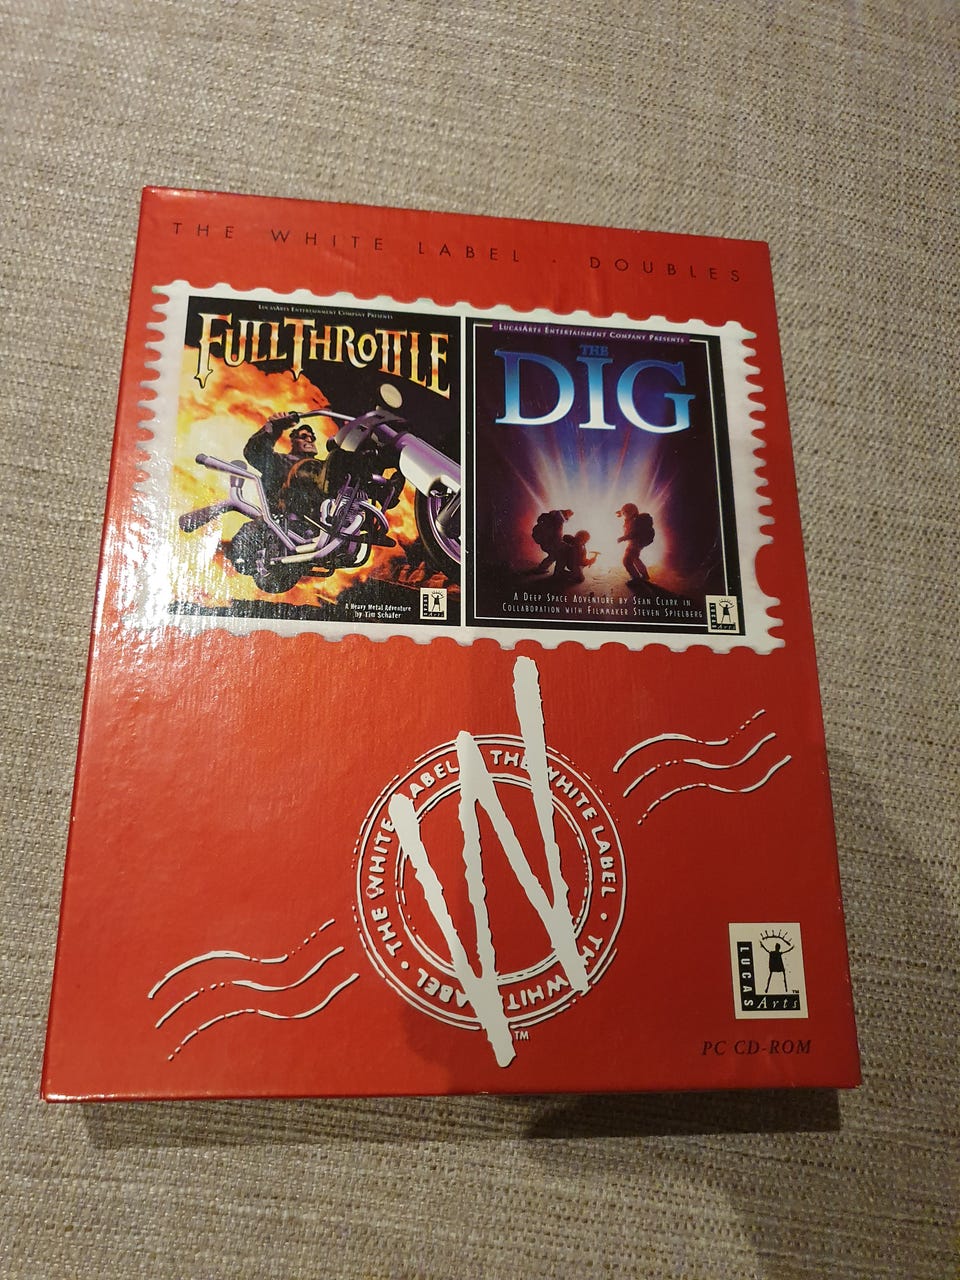 THE WHITE LABEL · DOUBLES
LUCASARTS ENTERTAINMENT COMPANY PRESENTS
FULL THROTTLE
A Heavy Metal Adventure
by Tim Schafer
LUCASARTS ENTERTAINMENT COMPANY PRESENTS
THE
DIG
A DEEP SPACE ADVENTURE BY SEAN CLARK IN
COLLABORATION WITH FILMMAKER STEVEN SPIELBERG
THE WHITE LABEL • THE WHITE LABEL • THE WHITE LABEL
W
TM
LUCAS
Arts
TM
PC CD-ROM